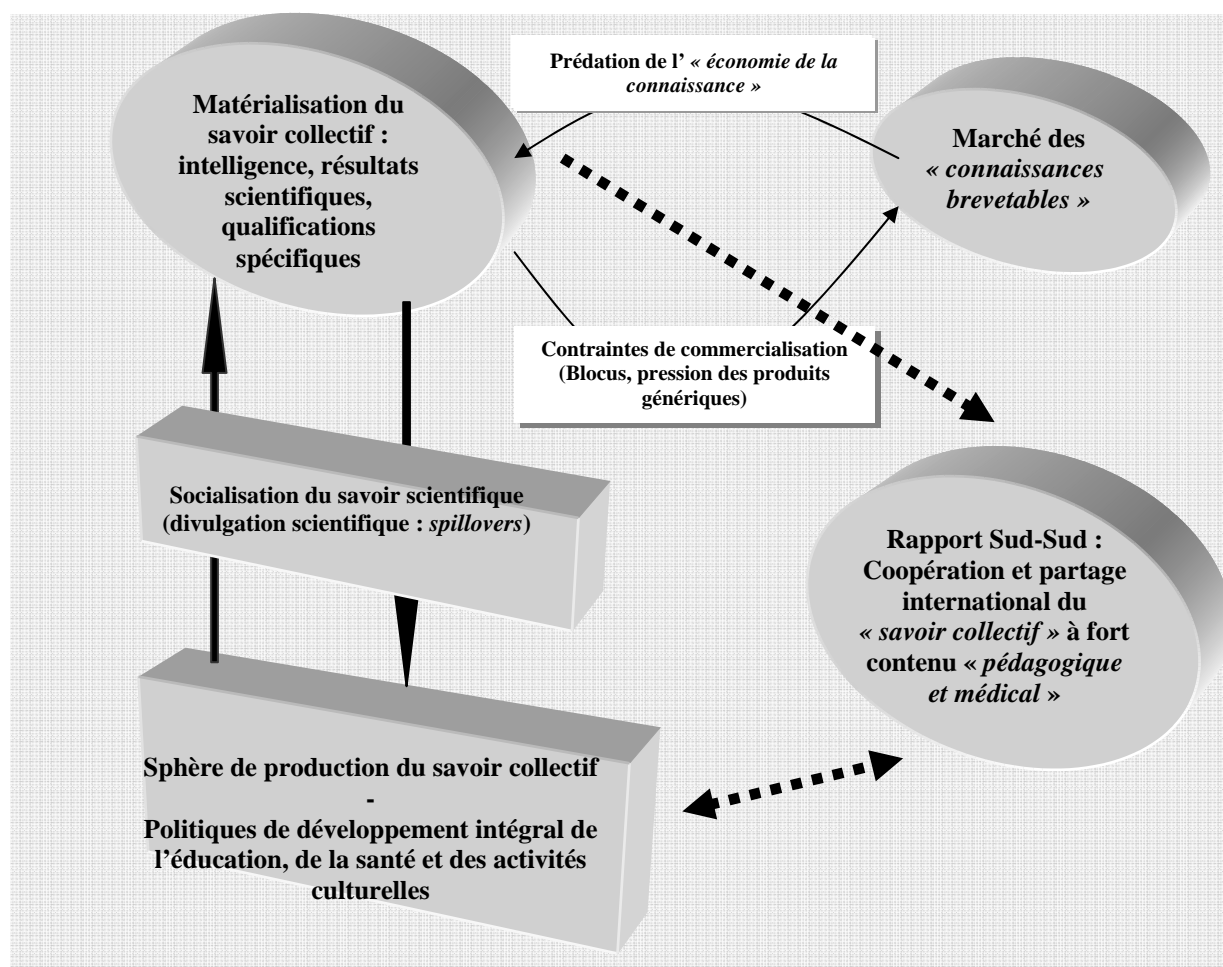 Prédation de l’ « économie de la
connaissance »
Matérialisation du
savoir collectif :
intelligence, résultats
scientifiques,
qualifications
spécifiques
Marché des
« connaissances
brevetables »
Contraintes de commercialisation
(Blocus, pression des produits
génériques)
Socialisation du savoir scientifique
(divulgation scientifique : spillovers)
Rapport Sud-Sud :
Coopération et partage
international du
« savoir collectif » à fort
contenu « pédagogique
et médical »
Sphère de production du savoir collectif
-
Politiques de développement intégral de
l’éducation, de la santé et des activités
culturelles